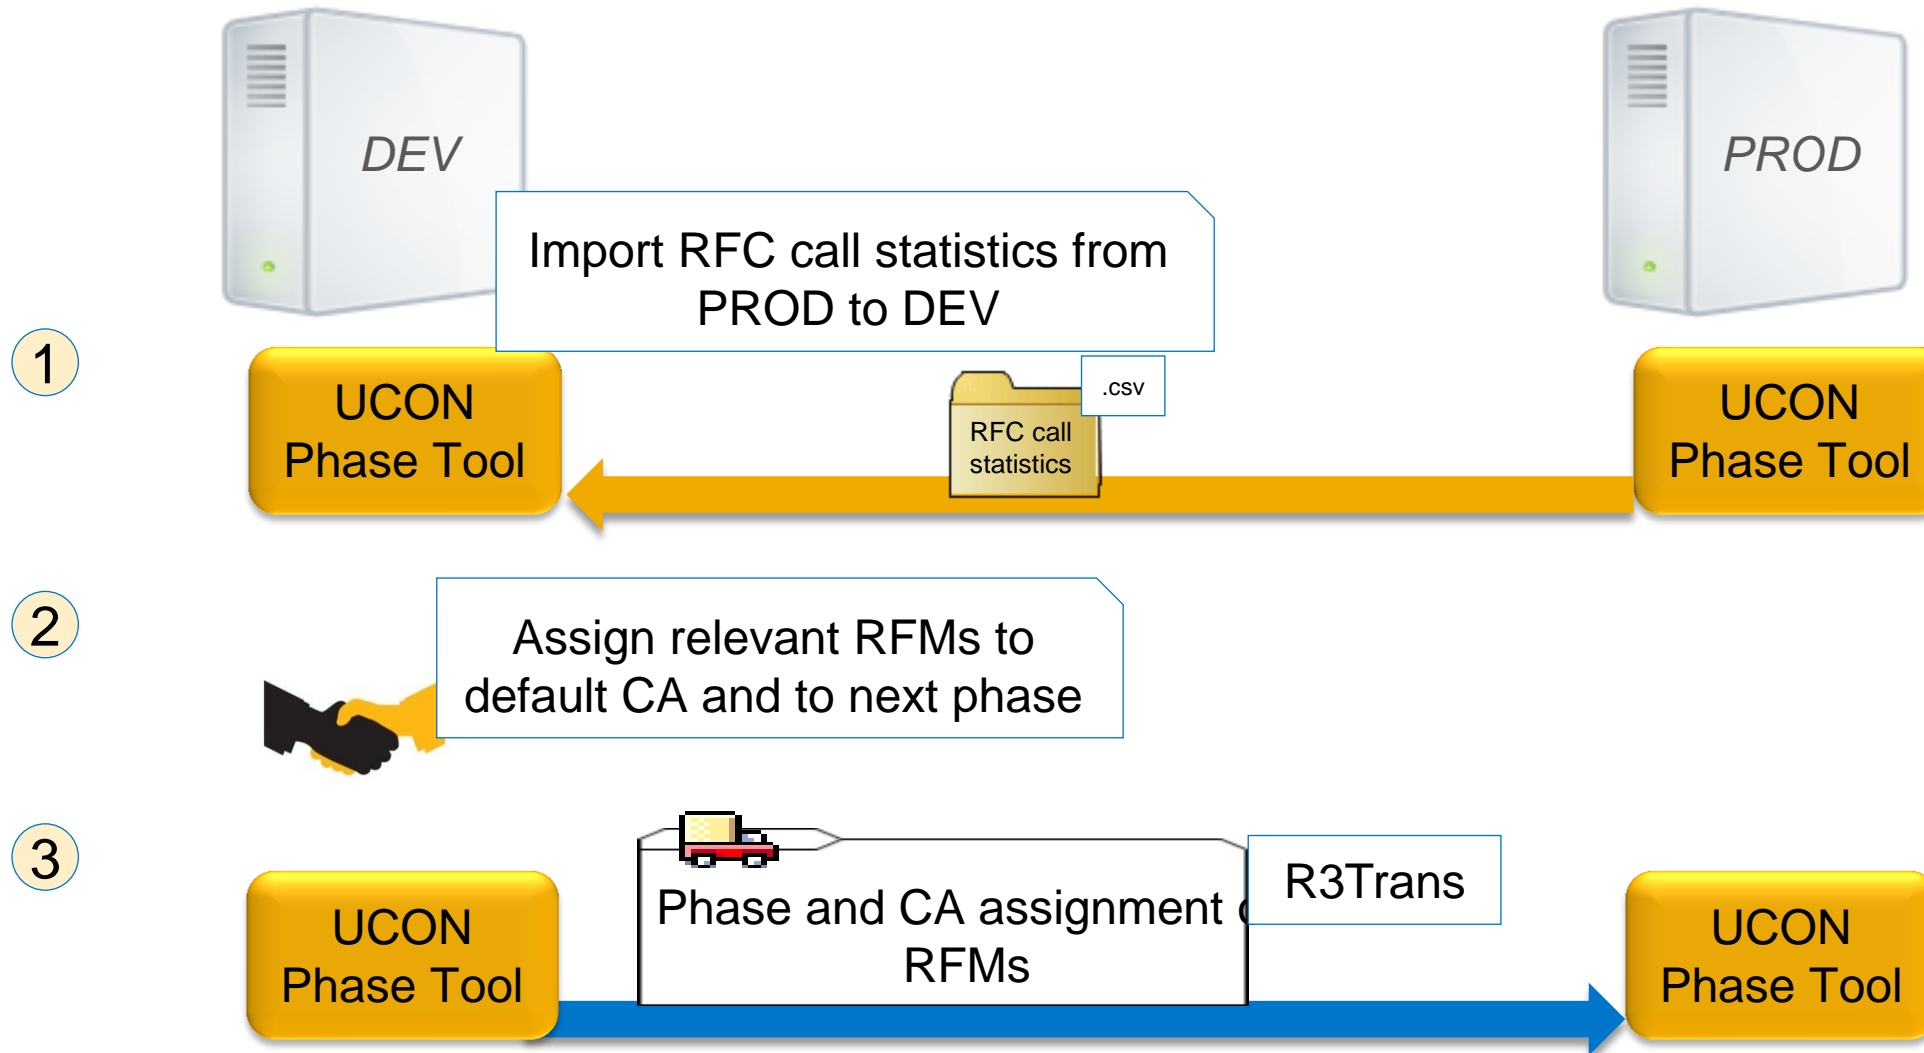 DEV
PROD
Import RFC call statistics from
PROD to DEV
1
UCON
Phase Tool
.csv
RFC call
statistics
UCON
Phase Tool
2
Assign relevant RFMs to
default CA and to next phase
3
UCON
Phase Tool
Phase and CA assignment
RFMs
R3Trans
UCON
Phase Tool